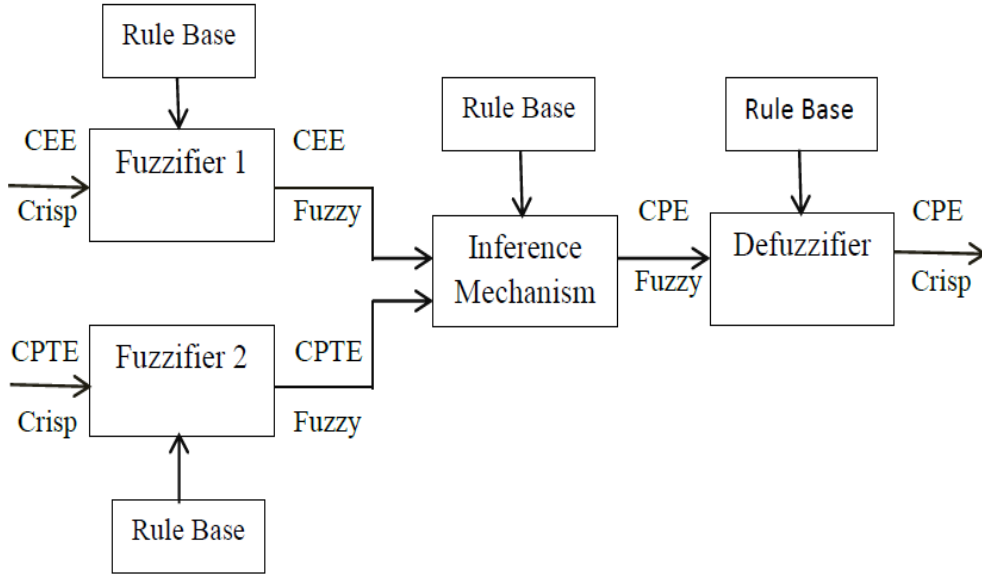 Rule Base
CEE
Crisp
Fuzzifier 1
CEE
Fuzzy
Rule Base
Rule Base
CPTE
Crisp
Fuzzifier 2
CPTE
Fuzzy
Rule Base
Inference
Mechanism
CPE
Fuzzy
Defuzzifier
CPE
Crisp